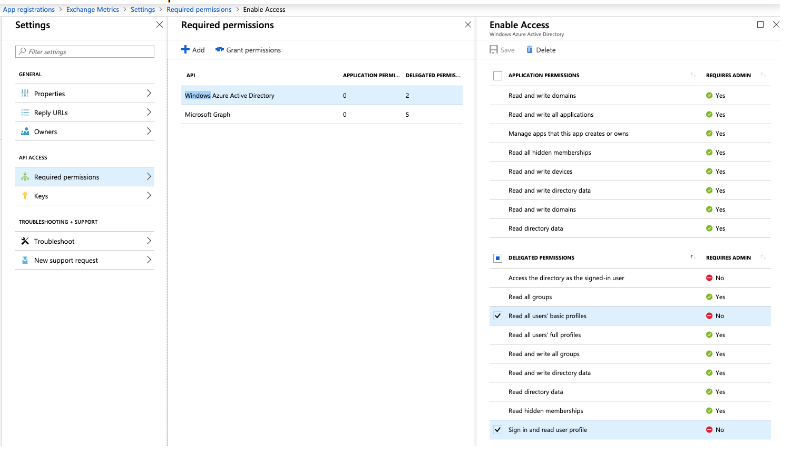 App registrations > Exchange Metrics > Settings > Required permissions > Enable Access
Settings
Filter settings
GENERAL
Properties
Reply URLs
Owners
API ACCESS
Required permissions
Keys
TROUBLESHOOTING + SUPPORT
Troubleshoot
New support request
Required permissions
Add Grant permissions
API APPLICATION PERMI... DELEGATED PERMIS...
Windows Azure Active Directory 0 2
Microsoft Graph 0 5
Enable Access
Windows Azure Active Directory
Save Delete
APPLICATION PERMISSIONS REQUIRES ADMIN
Read and write domains Yes
Read and write all applications Yes
Manage apps that this app creates or owns Yes
Read all hidden memberships Yes
Read and write devices Yes
Read and write directory data Yes
Read and write domains Yes
Read directory data Yes
DELEGATED PERMISSIONS REQUIRES ADMIN
Access the directory as the signed-in user No
Read all groups Yes
Read all users' basic profiles No
Read all users' full profiles Yes
Read and write all groups Yes
Read and write directory data Yes
Read directory data Yes
Read hidden memberships Yes
Sign in and read user profile No